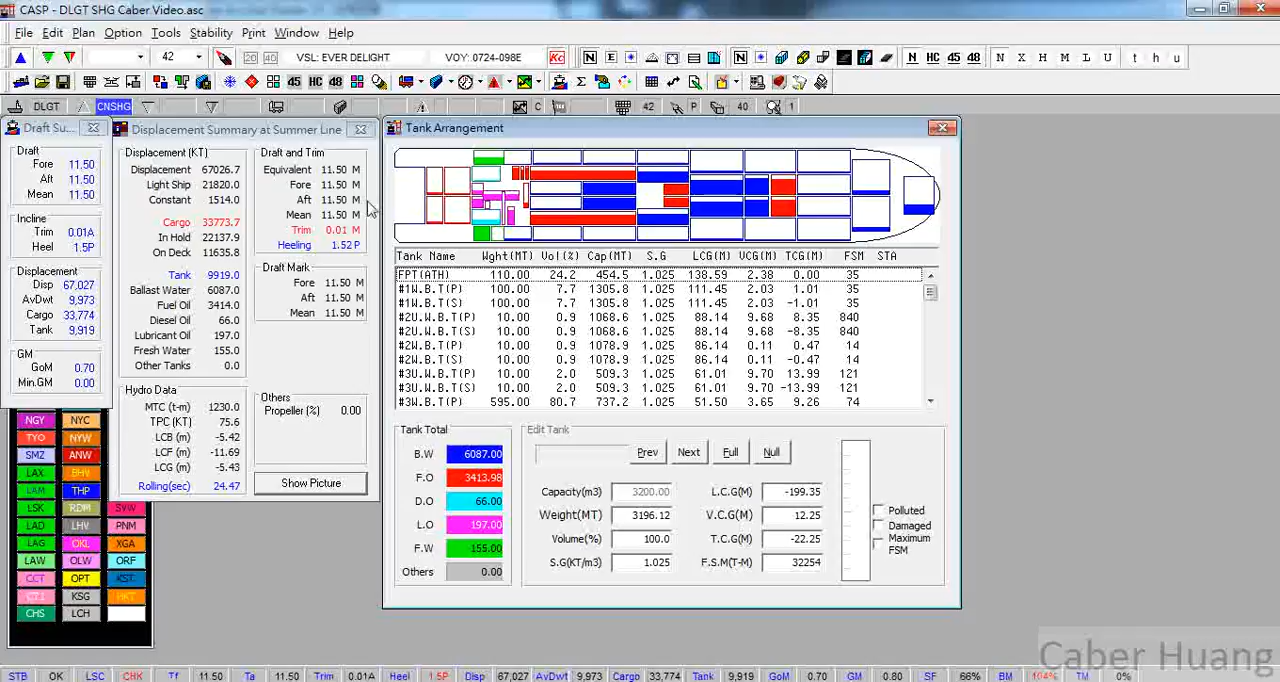 CASP - DLGT SHG Caber Video.asc
File Edit Plan Option Tools Stability Print Window Help
42 20 40 VSL: EVER DELIGHT VOY: 0724-098E Kc N E N N HC 45 48 N X H M L U t h u
45 HC 48 Σ
DLGT CNSHG C 42 P 40 1
Draft Su...
Draft
Fore 11.50
Aft 11.50
Mean 11.50
Incline
Trim 0.01A
Heel 1.5P
Displacement
Disp 67,027
AvDwt 9,973
Cargo 33,774
Tank 9,919
GM
GoM 0.70
Min.GM 0.00
NGY NYC
TYO NYW
SMZ ANW
LAX BHV
LAM THP
LSK RDM SVW
LAD LHV PNM
LAG OKL XGA
LAW OLW ORF
CCT OPT KST
KSG
CHS LCH
Displacement Summary at Summer Line
Displacement (KT)
Displacement 67026.7
Light Ship 21820.0
Constant 1514.0
Cargo 33773.7
In Hold 22137.9
On Deck 11635.8
Tank 9919.0
Ballast Water 6087.0
Fuel Oil 3414.0
Diesel Oil 66.0
Lubricant Oil 197.0
Fresh Water 155.0
Other Tanks 0.0
Hydro Data
MTC (t-m) 1230.0
TPC (KT) 75.6
LCB (m) -5.42
LCF (m) -11.69
LCG (m) -5.43
Rolling(sec) 24.47
Draft and Trim
Equivalent 11.50 M
Fore 11.50 M
Aft 11.50 M
Mean 11.50 M
Trim 0.01 M
Heeling 1.52 P
Draft Mark
Fore 11.50 M
Aft 11.50 M
Mean 11.50 M
Others
Propeller (%) 0.00
Show Picture
Tank Arrangement
Tank Name Wght(MT) Vol(%) Cap(MT) S.G LCG(M) VCG(M) TCG(M) FSM STA
FPT(ATH) 110.00 24.2 454.5 1.025 138.59 2.38 0.00 35
#1W.B.T(P) 100.00 7.7 1305.8 1.025 111.45 2.03 1.01 35
#1W.B.T(S) 100.00 7.7 1305.8 1.025 111.45 2.03 -1.01 35
#2U.W.B.T(P) 10.00 0.9 1068.6 1.025 88.14 9.68 8.35 840
#2U.W.B.T(S) 10.00 0.9 1068.6 1.025 88.14 9.68 -8.35 840
#2W.B.T(P) 10.00 0.9 1078.9 1.025 86.14 0.11 0.47 14
#2W.B.T(S) 10.00 0.9 1078.9 1.025 86.14 0.11 -0.47 14
#3U.W.B.T(P) 10.00 2.0 509.3 1.025 61.01 9.70 13.99 121
#3U.W.B.T(S) 10.00 2.0 509.3 1.025 61.01 9.70 -13.99 121
#3W.B.T(P) 595.00 80.7 737.2 1.025 51.50 3.65 9.26 74
Tank Total
B.W 6087.00
F.O 3413.98
D.O 66.00
L.O 197.00
F.W 155.00
Others 0.00
Edit Tank
Prev Next Full Null
Capacity(m3) 3200.00 L.C.G(M) -199.35
Weight(MT) 3196.12 V.C.G(M) 12.25
Volume(%) 100.0 T.C.G(M) -22.25
S.G(KT/m3) 1.025 F.S.M(T-M) 32254
Polluted
Damaged
Maximum
FSM
Caber Huang
STB OK LSC CHK Tf 11.50 Ta 11.50 Trim 0.01A Heel 1.5P Disp 67,027 AvDwt 9,973 Cargo 33,774 Tank 9,919 GoM 0.70 GM 0.80 SF 66% BM 104% TM 0%